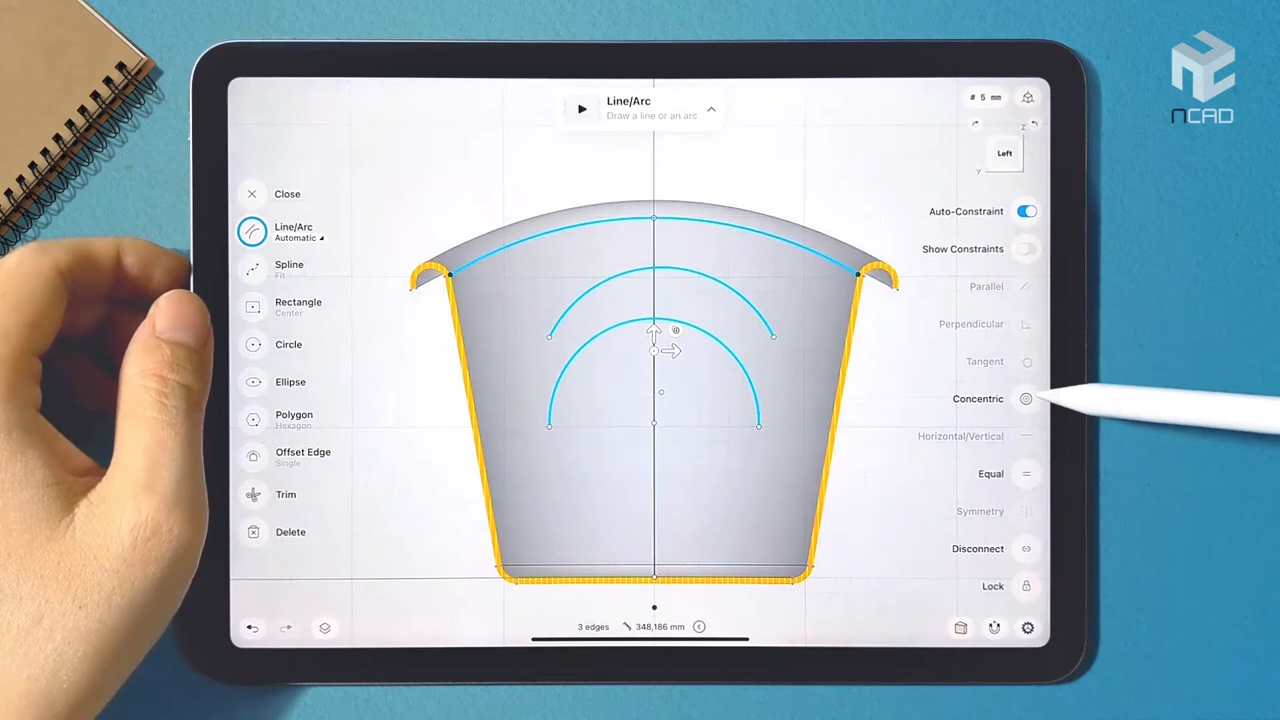 Line/Arc
Draw a line or an arc
# 5 mm
Z
Left
Y
NCAD
Close
Line/Arc
Automatic
Spline
Fit
Rectangle
Center
Circle
Ellipse
Polygon
Hexagon
Offset Edge
Single
Trim
Delete
Auto-Constraint
Show Constraints
Parallel
Perpendicular
Tangent
Concentric
Horizontal/Vertical
Equal
Symmetry
Disconnect
Lock
3 edges 348,186 mm